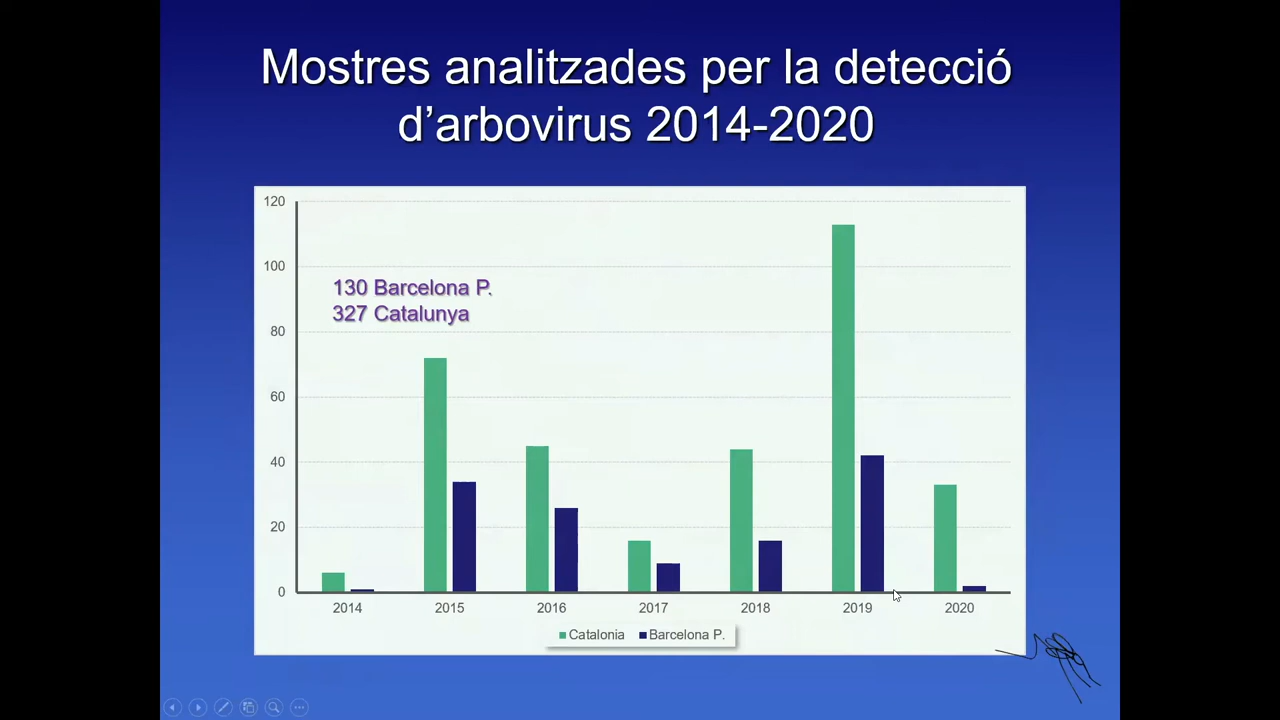 Mostres analitzades per la detecció
d’arbovirus 2014-2020
120
100
80
60
40
20
0
130 Barcelona P.
327 Catalunya
2014 2015 2016 2017 2018 2019 2020
Catalonia Barcelona P.